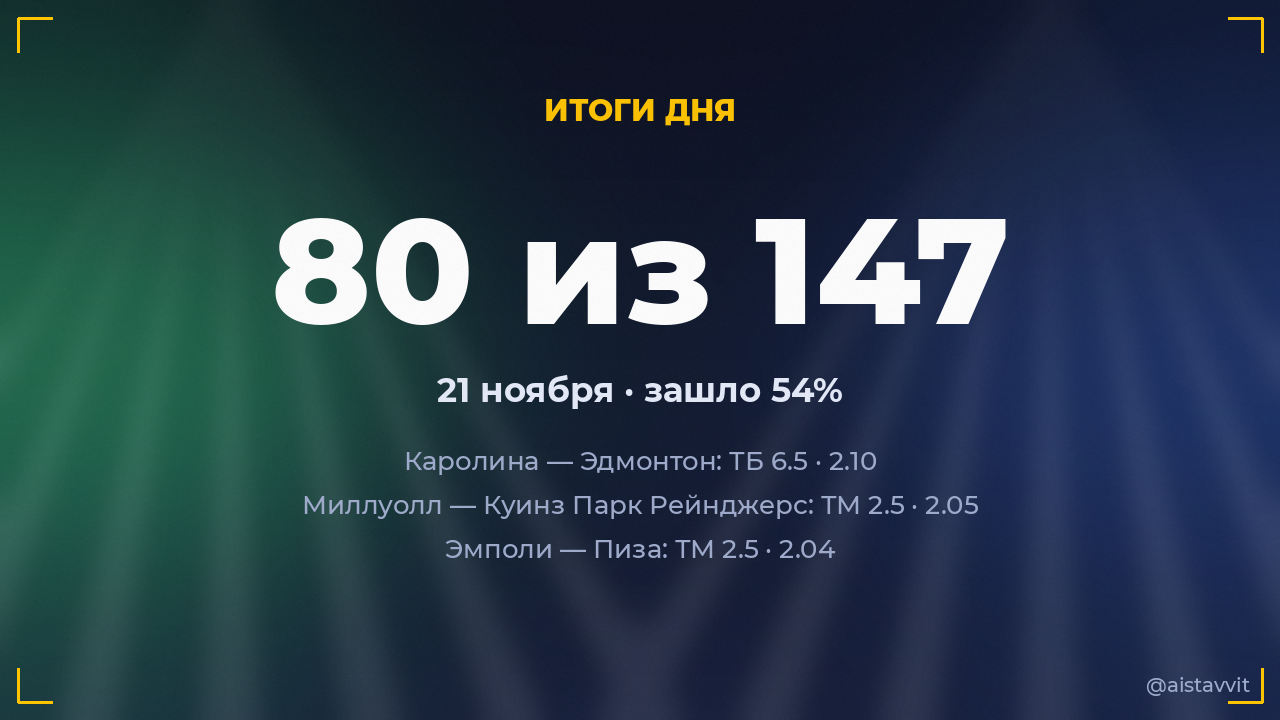 ИТОГИ ДНЯ
80 из 147
21 ноября · зашло 54%
Каролина — Эдмонтон: ТБ 6.5 · 2.10
Миллуолл — Куинз Парк Рейнджерс: ТМ 2.5 · 2.05
Эмполи — Пиза: ТМ 2.5 · 2.04
@aistavvit